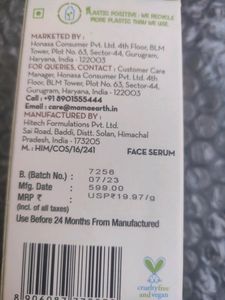 PLASTIC POSITIVE: WE RECYCLE
MORE PLASTIC THAN WE USE.
MARKETED BY :
Honasa Consumer Pvt. Ltd. 4th Floor, BLM
Tower, Plot No. 63, Sector-44, Gurugram,
Haryana, India - 122003
FOR QUERIES, CONTACT : Customer Care
Manager, Honasa Consumer Pvt. Ltd.
4th Floor, BLM Tower, Plot No. 63, Sector-44,
Gurugram, Haryana, India - 122003
Call : +91 8901555444
Email : care@mamaearth.in
MANUFACTURED BY :
Hitech Formulations Pvt. Ltd.
Sai Road, Baddi, Distt. Solan, Himachal
Pradesh, India - 173205
M. : HIM/COS/16/241
FACE SERUM
B. (Batch No.) : 7256
Mfg. Date : 07/23
MRP ₹ : 599.00
(incl. of all taxes) USP₹19.97/g
Use Before 24 Months From Manufactured
cruelty free
and vegan